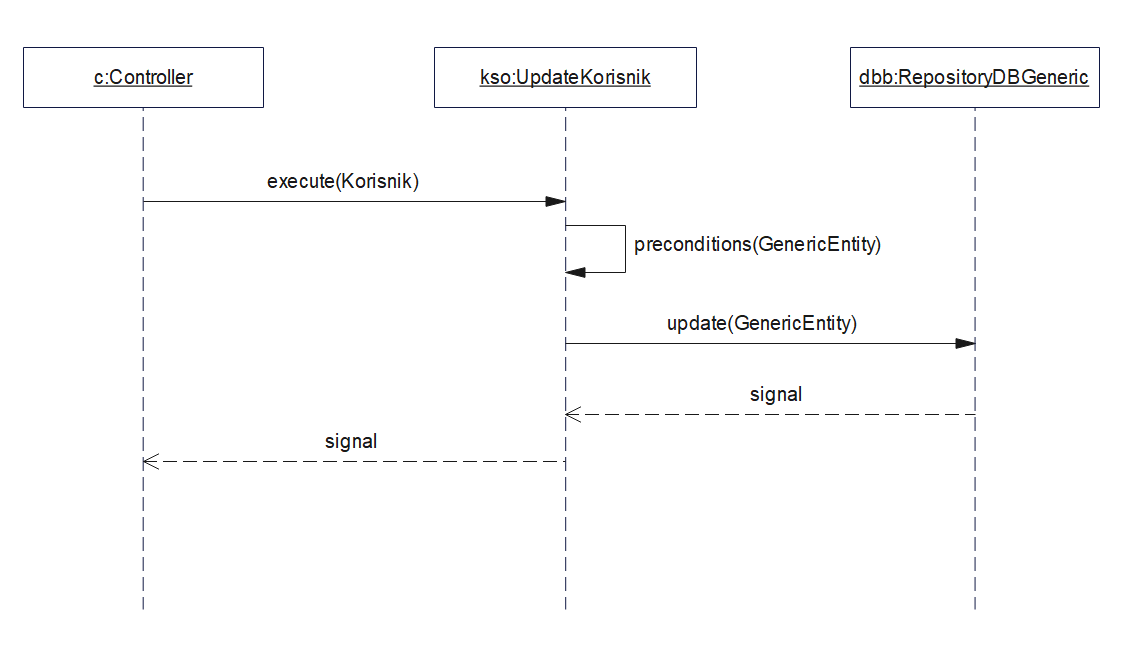 c:Controller
kso:UpdateKorisnik
dbb:RepositoryDBGeneric
execute(Korisnik)
preconditions(GenericEntity)
update(GenericEntity)
signal
signal